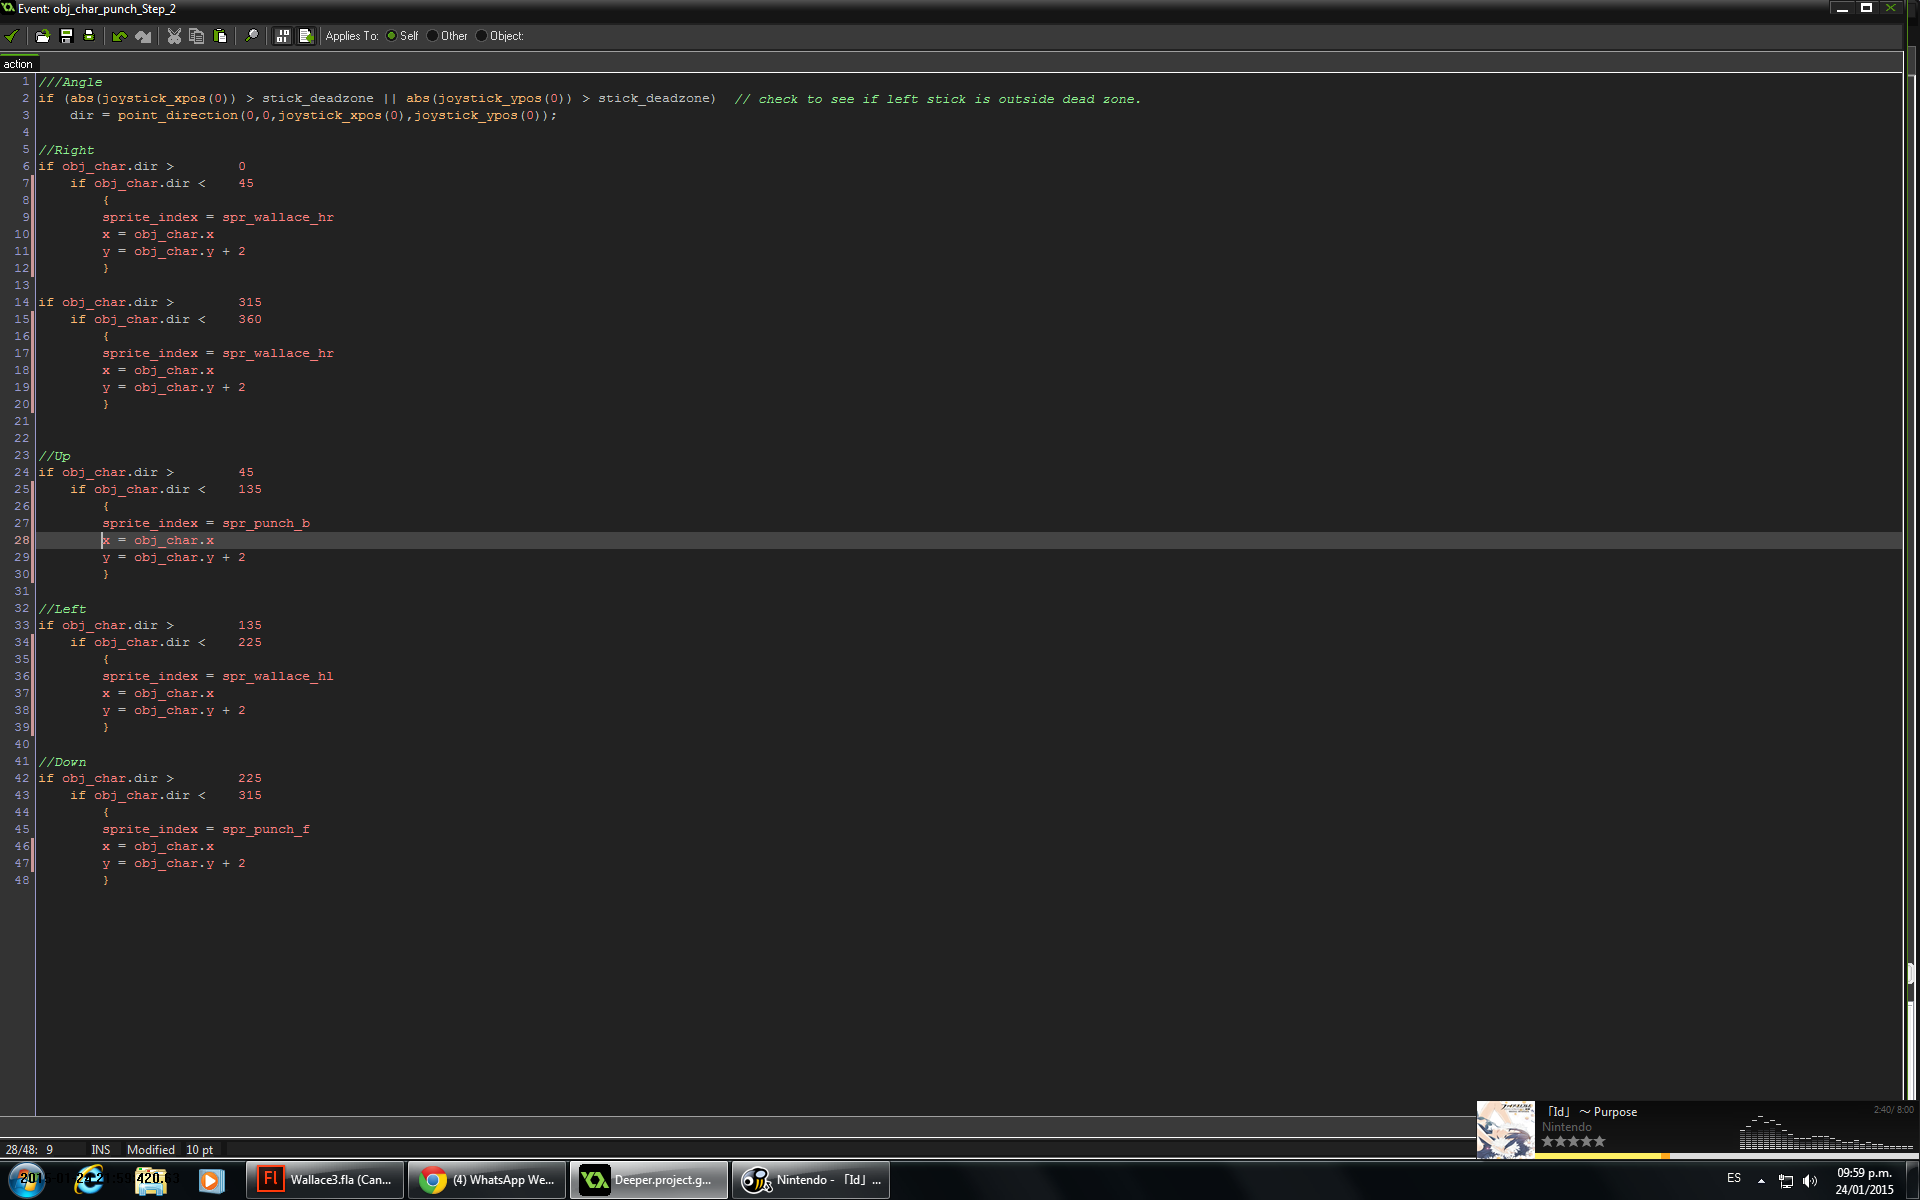 Event: obj_char_punch_Step_2
Applies To: Self Other Object:
action
1 ///Angle
2 if (abs(joystick_xpos(0)) > stick_deadzone || abs(joystick_ypos(0)) > stick_deadzone)  // check to see if left stick is outside dead zone.
3     dir = point_direction(0,0,joystick_xpos(0),joystick_ypos(0));
4
5 //Right
6 if obj_char.dir >        0
7     if obj_char.dir <    45
8         {
9         sprite_index = spr_wallace_hr
10         x = obj_char.x
11         y = obj_char.y + 2
12         }
13
14 if obj_char.dir >        315
15     if obj_char.dir <    360
16         {
17         sprite_index = spr_wallace_hr
18         x = obj_char.x
19         y = obj_char.y + 2
20         }
21
22
23 //Up
24 if obj_char.dir >        45
25     if obj_char.dir <    135
26         {
27         sprite_index = spr_punch_b
28         x = obj_char.x
29         y = obj_char.y + 2
30         }
31
32 //Left
33 if obj_char.dir >        135
34     if obj_char.dir <    225
35         {
36         sprite_index = spr_wallace_hl
37         x = obj_char.x
38         y = obj_char.y + 2
39         }
40
41 //Down
42 if obj_char.dir >        225
43     if obj_char.dir <    315
44         {
45         sprite_index = spr_punch_f
46         x = obj_char.x
47         y = obj_char.y + 2
48         }
「Id」 ～ Purpose
2:40/ 8:00
Nintendo
28/48: 9 INS Modified 10 pt
Wallace3.fla (Can...
(4) WhatsApp We...
Deeper.project.g...
Nintendo - 「Id」 ...
ES
09:59 p.m.
24/01/2015